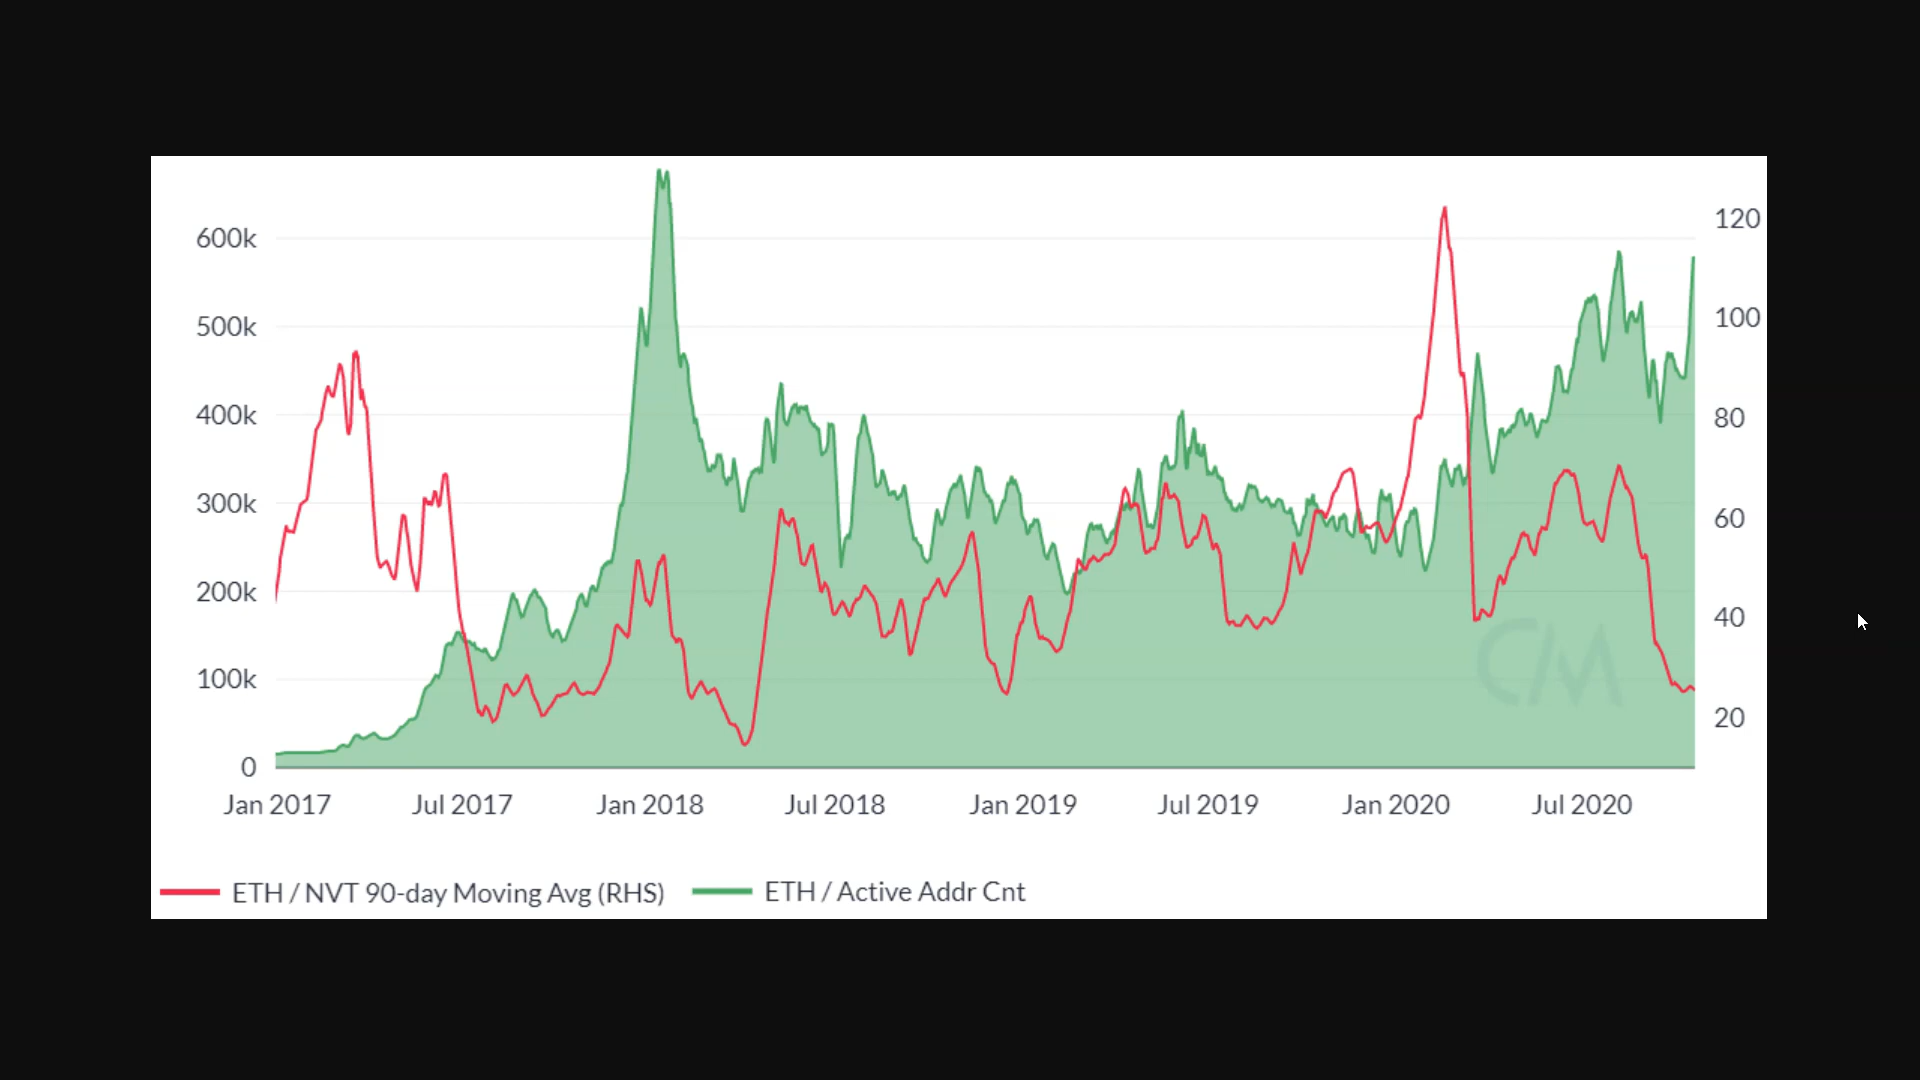 600k
500k
400k
300k
200k
100k
0
120
100
80
60
40
20
Jan 2017 Jul 2017 Jan 2018 Jul 2018 Jan 2019 Jul 2019 Jan 2020 Jul 2020
CM
ETH / NVT 90-day Moving Avg (RHS) ETH / Active Addr Cnt